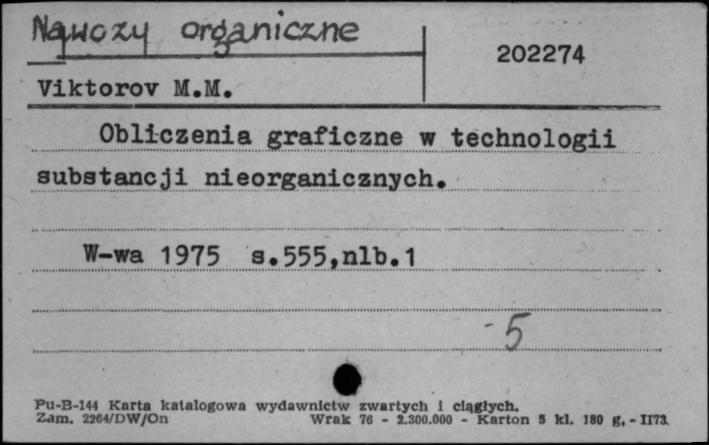 Nawozy organiczne
202274
Viktorov M.M.
Obliczenia graficzne w technologii
substancji nieorganicznych.
W-wa 1975 s.555,nlb.1
-5
Pu-B-144 Karta katalogowa wydawnictw zwartych i ciągłych.
Zam. 2264/DW/On Wrak 76 - 2.300.000 - Karton 5 kl. 180 g, - II73.